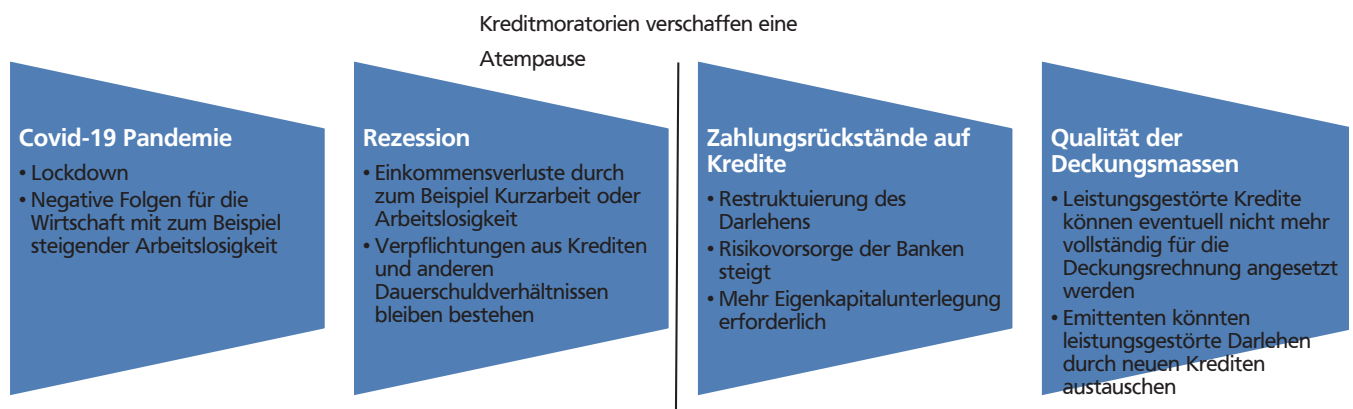 Kreditmoratorien verschaffen eine
Atempause
Covid-19 Pandemie
• Lockdown
• Negative Folgen für die
Wirtschaft mit zum Beispiel
steigender Arbeitslosigkeit
Rezession
• Einkommensverluste durch
zum Beispiel Kurzarbeit oder
Arbeitslosigkeit
• Verpflichtungen aus Krediten
und anderen
Dauerschuldverhältnissen
bleiben bestehen
Zahlungsrückstände auf
Kredite
• Restruktuierung des
Darlehens
• Risikovorsorge der Banken
steigt
• Mehr Eigenkapitalunterlegung
erforderlich
Qualität der
Deckungsmassen
• Leistungsgestörte Kredite
können eventuell nicht mehr
vollständig für die
Deckungsrechnung angesetzt
werden
• Emittenten könnten
leistungsgestörte Darlehen
durch neuen Krediten
austauschen